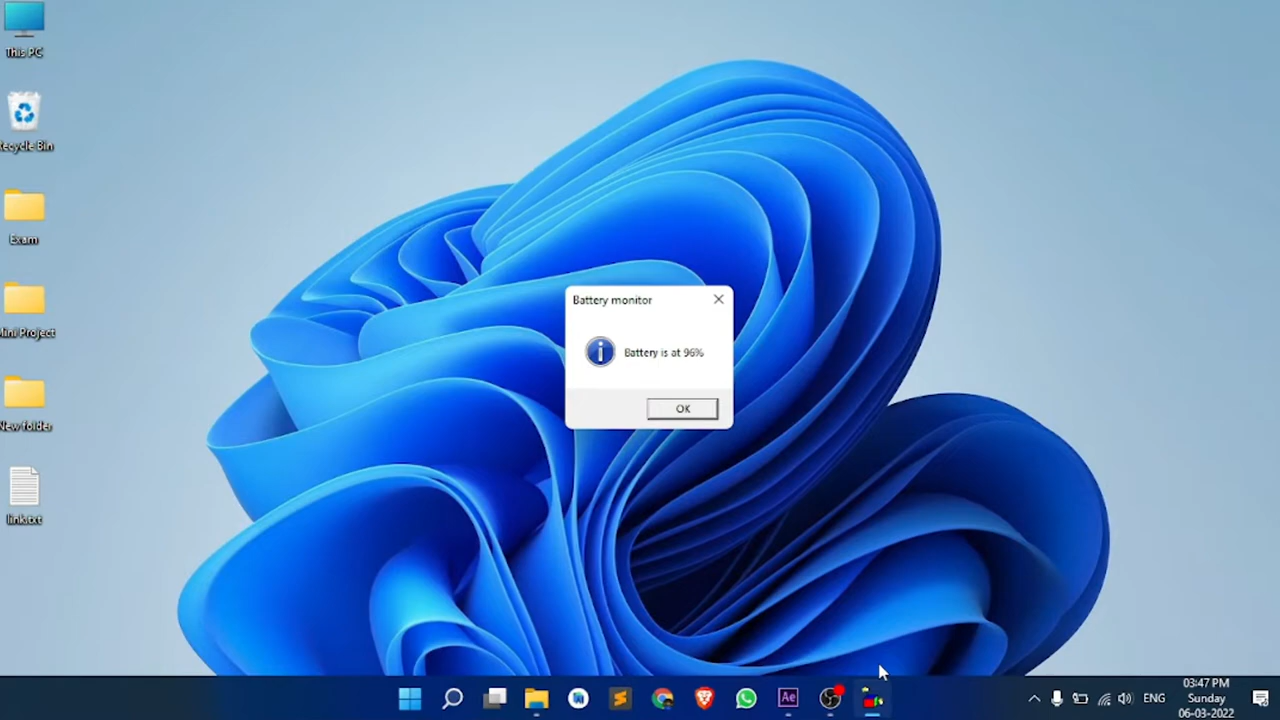 This PC
Recycle Bin
Exam
Mini Project
New folder
link.txt
Battery monitor
Battery is at 96%
OK
Ae
ENG
03:47 PM
Sunday
06-03-2022